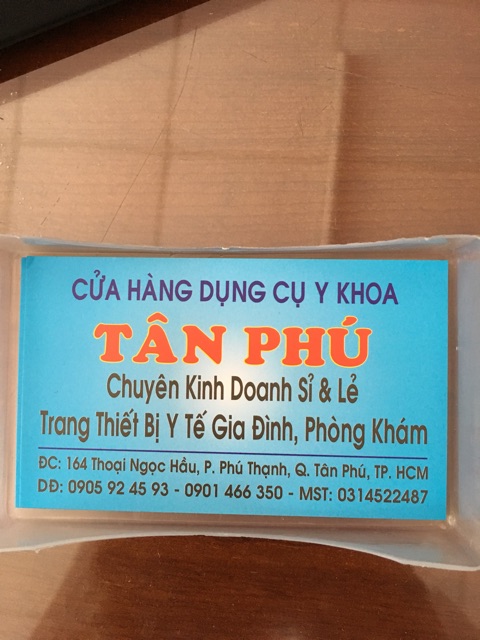 CỬA HÀNG DỤNG CỤ Y KHOA
TÂN PHÚ
Chuyên Kinh Doanh Sỉ & Lẻ
Trang Thiết Bị Y Tế Gia Đình, Phòng Khám
ĐC: 164 Thoại Ngọc Hầu, P. Phú Thạnh, Q. Tân Phú, TP. HCM
DĐ: 0905 92 45 93 - 0901 466 350 - MST: 0314522487